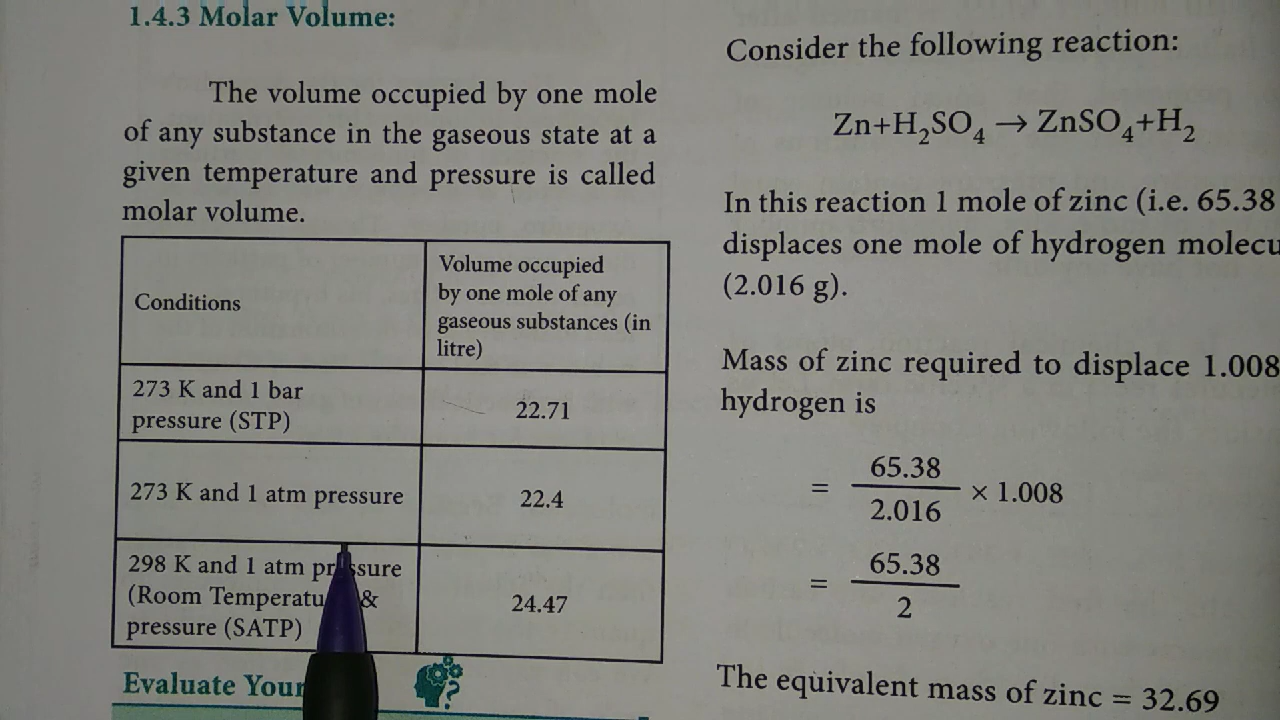 1.4.3 Molar Volume:
The volume occupied by one mole
of any substance in the gaseous state at a
given temperature and pressure is called
molar volume.
Conditions
Volume occupied
by one mole of any
gaseous substances (in
litre)
273 K and 1 bar
pressure (STP)
22.71
273 K and 1 atm pressure
22.4
298 K and 1 atm pressure
(Room Temperatu &
pressure (SATP)
24.47
Evaluate Your
Consider the following reaction:
Zn+H₂SO₄ → ZnSO₄+H₂
In this reaction 1 mole of zinc (i.e. 65.38
displaces one mole of hydrogen molecu
(2.016 g).
Mass of zinc required to displace 1.008
hydrogen is
= 65.38/2.016 × 1.008
= 65.38/2
The equivalent mass of zinc = 32.69